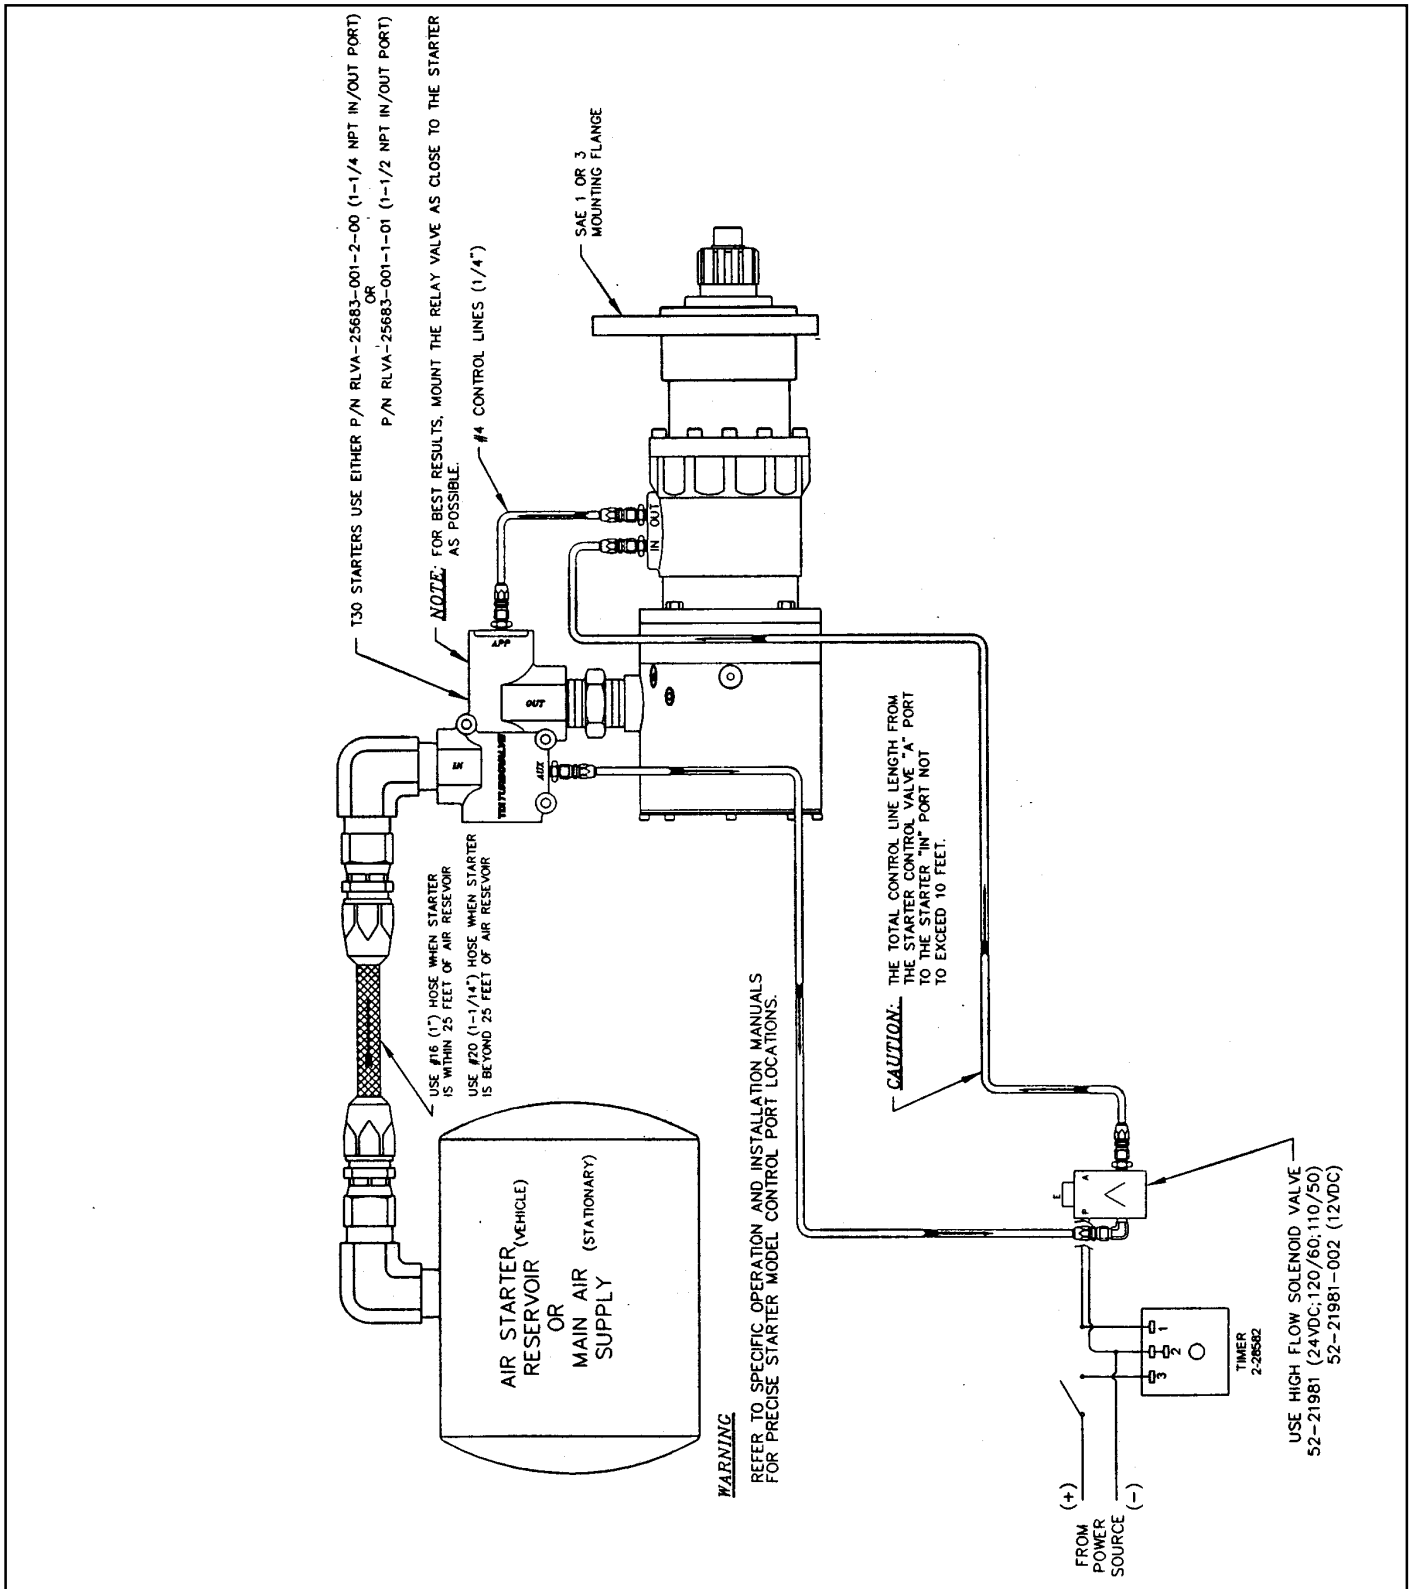 T30 STARTERS USE EITHER P/N RLVA-25683-001-2-00 (1-1/4 NPT IN/OUT PORT)
OR
P/N RLVA-25683-001-1-01 (1-1/2 NPT IN/OUT PORT)
NOTE: FOR BEST RESULTS, MOUNT THE RELAY VALVE AS CLOSE TO THE STARTER
AS POSSIBLE.
#4 CONTROL LINES (1/4")
SAE 1 OR 3
MOUNTING FLANGE
APP
OUT
IN
TDI TURBOVALVE
AUX
IN
OUT
USE #16 (1") HOSE WHEN STARTER
IS WITHIN 25 FEET OF AIR RESEVOIR
USE #20 (1-1/14") HOSE WHEN STARTER
IS BEYOND 25 FEET OF AIR RESEVOIR
AIR STARTER (VEHICLE)
RESERVOIR
OR
MAIN AIR (STATIONARY)
SUPPLY
WARNING
REFER TO SPECIFIC OPERATION AND INSTALLATION MANUALS
FOR PRECISE STARTER MODEL CONTROL PORT LOCATIONS.
CAUTION: THE TOTAL CONTROL LINE LENGTH FROM
THE STARTER CONTROL VALVE "A" PORT
TO THE STARTER "IN" PORT NOT
TO EXCEED 10 FEET.
E
P
A
1
2
3
TIMER
2-28582
(+)
FROM
POWER
SOURCE
(-)
USE HIGH FLOW SOLENOID VALVE
52-21981 (24VDC;120/60;110/50)
52-21981-002 (12VDC)